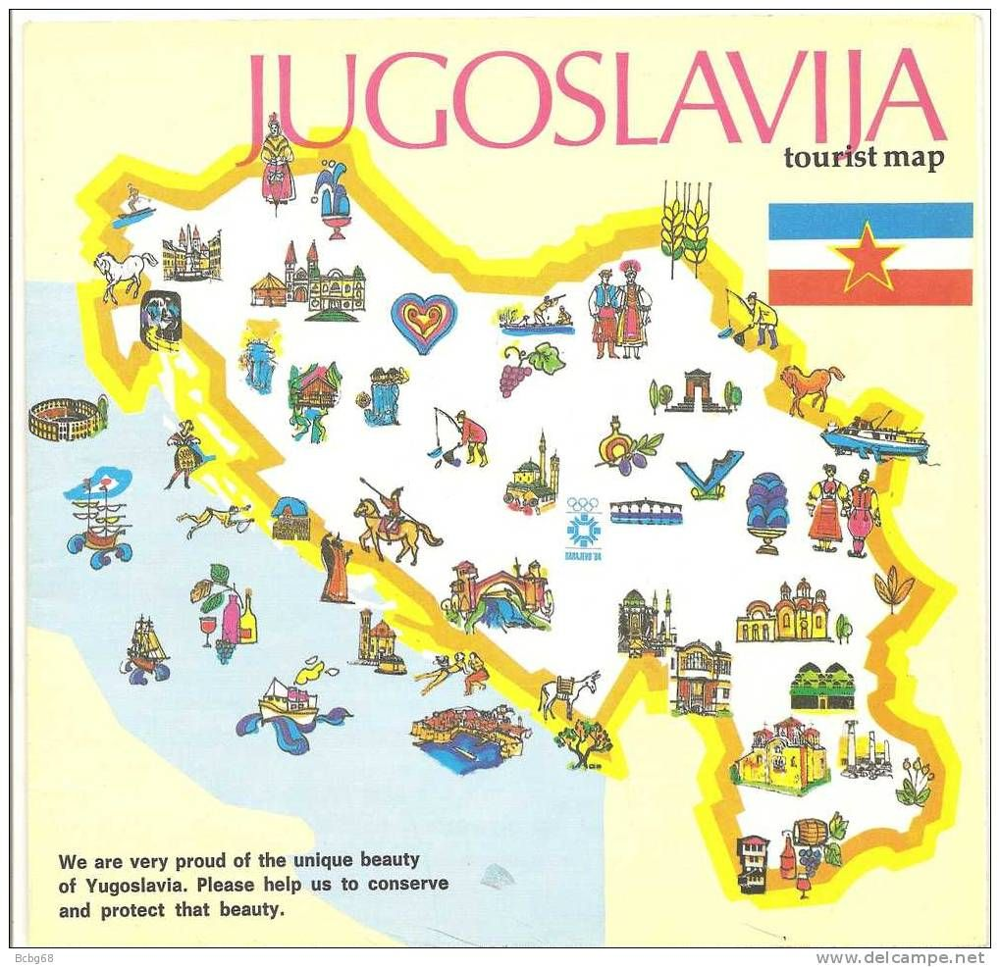 JUGOSLAVIJA
tourist map
SARAJEVO '84
We are very proud of the unique beauty
of Yugoslavia. Please help us to conserve
and protect that beauty.
Bcbg68
delcampe.net